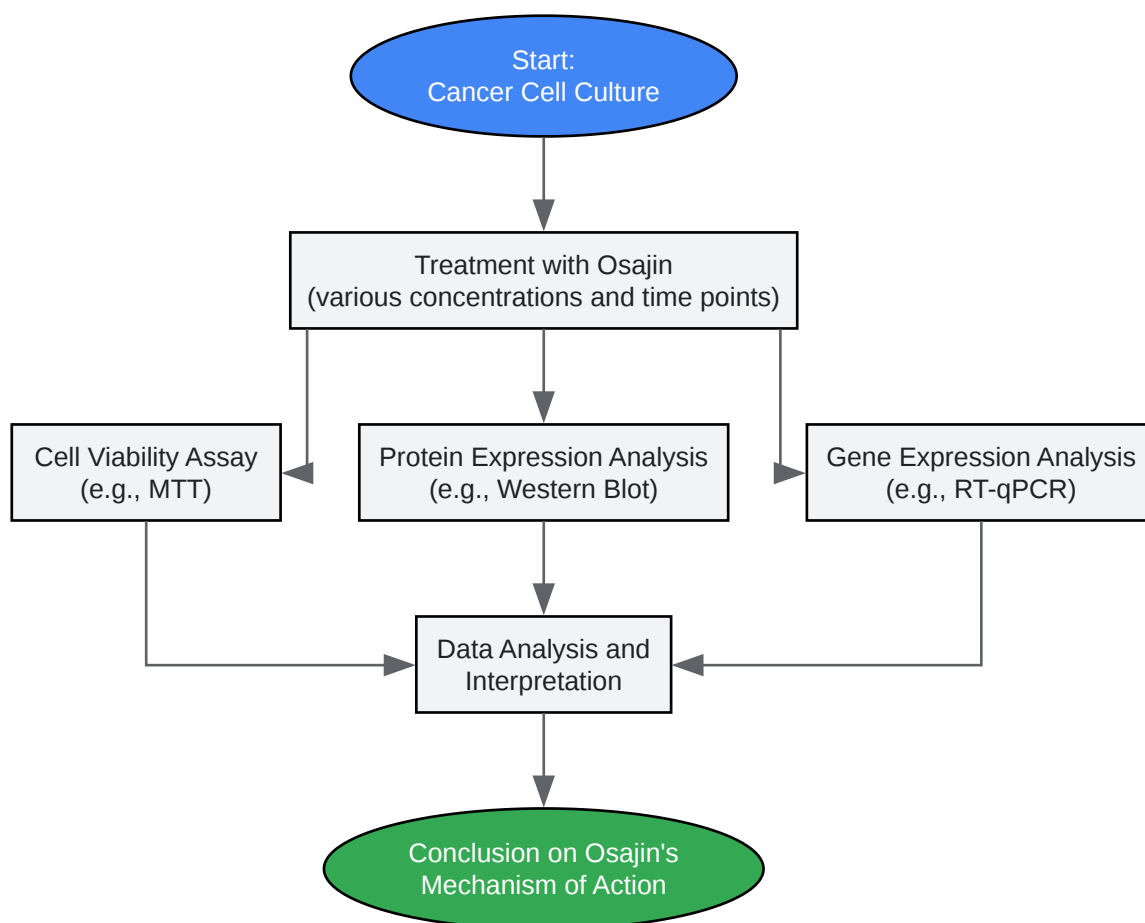 Start:
Cancer Cell Culture
Treatment with Osajin
(various concentrations and time points)
Cell Viability Assay
(e.g., MTT)
Protein Expression Analysis
(e.g., Western Blot)
Gene Expression Analysis
(e.g., RT-qPCR)
Data Analysis and
Interpretation
Conclusion on Osajin's
Mechanism of Action